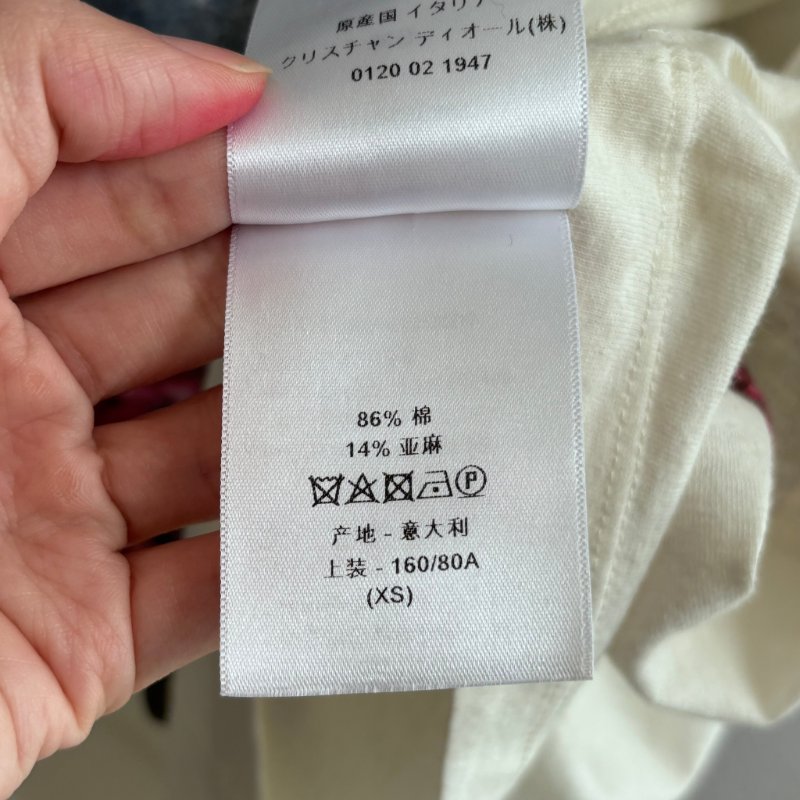 原産国 イタリア
クリスチャン ディオール(株)
0120 02 1947
86% 棉
14% 亚麻
P
产地 - 意大利
上装 - 160/80A
(XS)